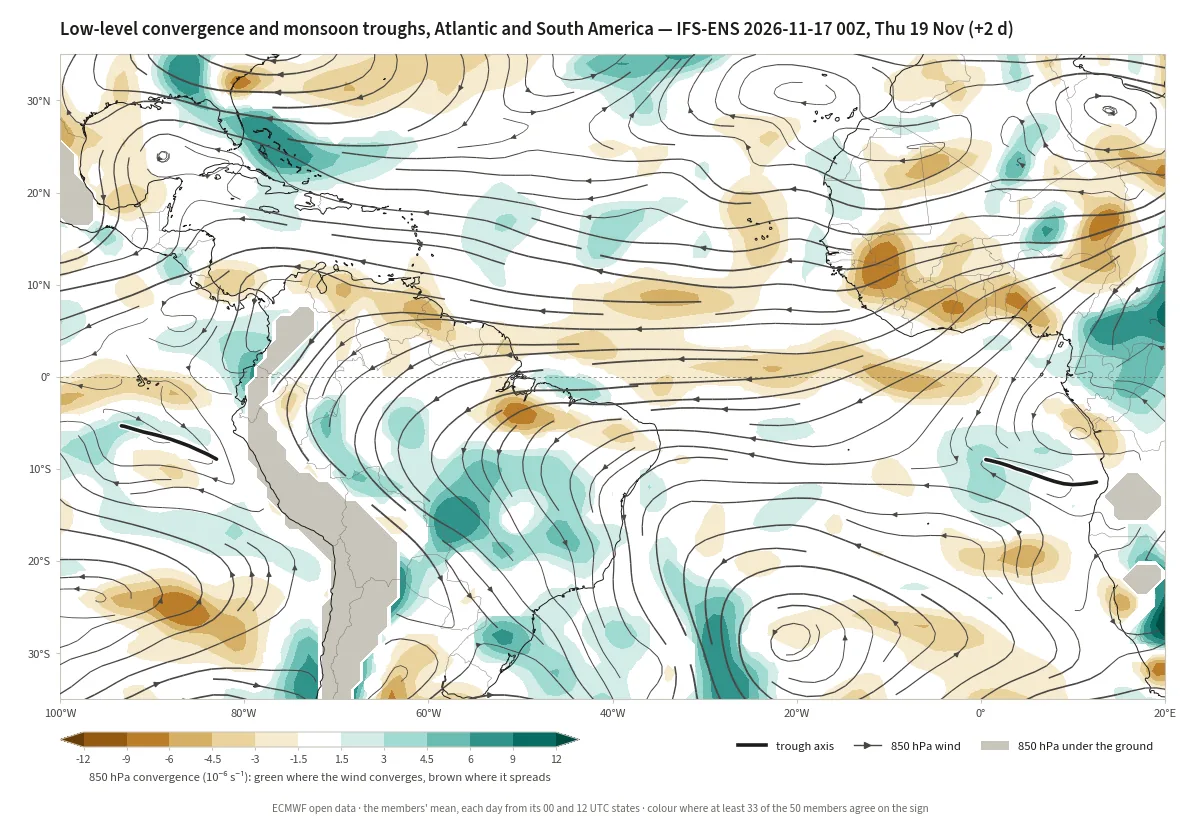 Low-level convergence and monsoon troughs, Atlantic and South America — IFS-ENS 2026-11-17 00Z, Thu 19 Nov (+2 d)
30°N
20°N
10°N
0°
10°S
20°S
30°S
100°W 80°W 60°W 40°W 20°W 0° 20°E
-12 -9 -6 -4.5 -3 -1.5 1.5 3 4.5 6 9 12
850 hPa convergence (10⁻⁶ s⁻¹): green where the wind converges, brown where it spreads
trough axis 850 hPa wind 850 hPa under the ground
ECMWF open data · the members' mean, each day from its 00 and 12 UTC states · colour where at least 33 of the 50 members agree on the sign